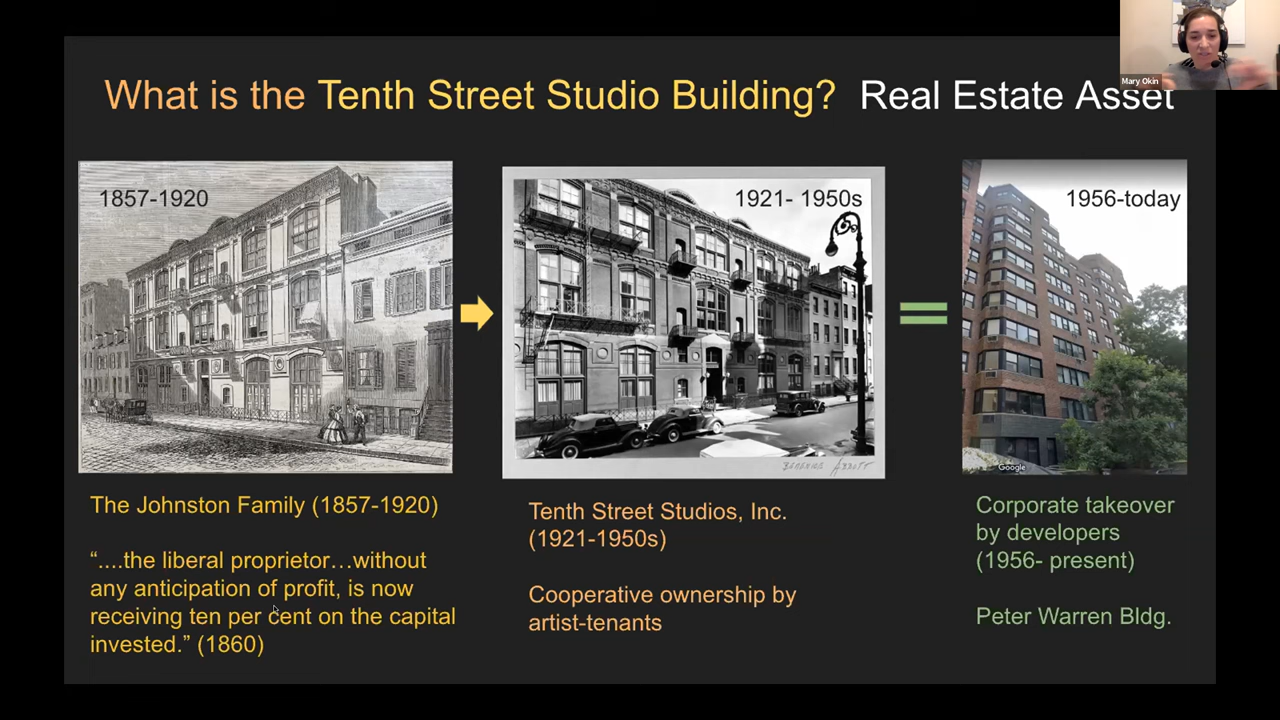 Mary Okin
What is the Tenth Street Studio Building? Real Estate Asset
1857-1920
1921- 1950s
1956-today
BERENICE ABBOTT
Google
The Johnston Family (1857-1920)
“....the liberal proprietor…without
any anticipation of profit, is now
receiving ten per cent on the capital
invested.” (1860)
Tenth Street Studios, Inc.
(1921-1950s)
Cooperative ownership by
artist-tenants
Corporate takeover
by developers
(1956- present)
Peter Warren Bldg.